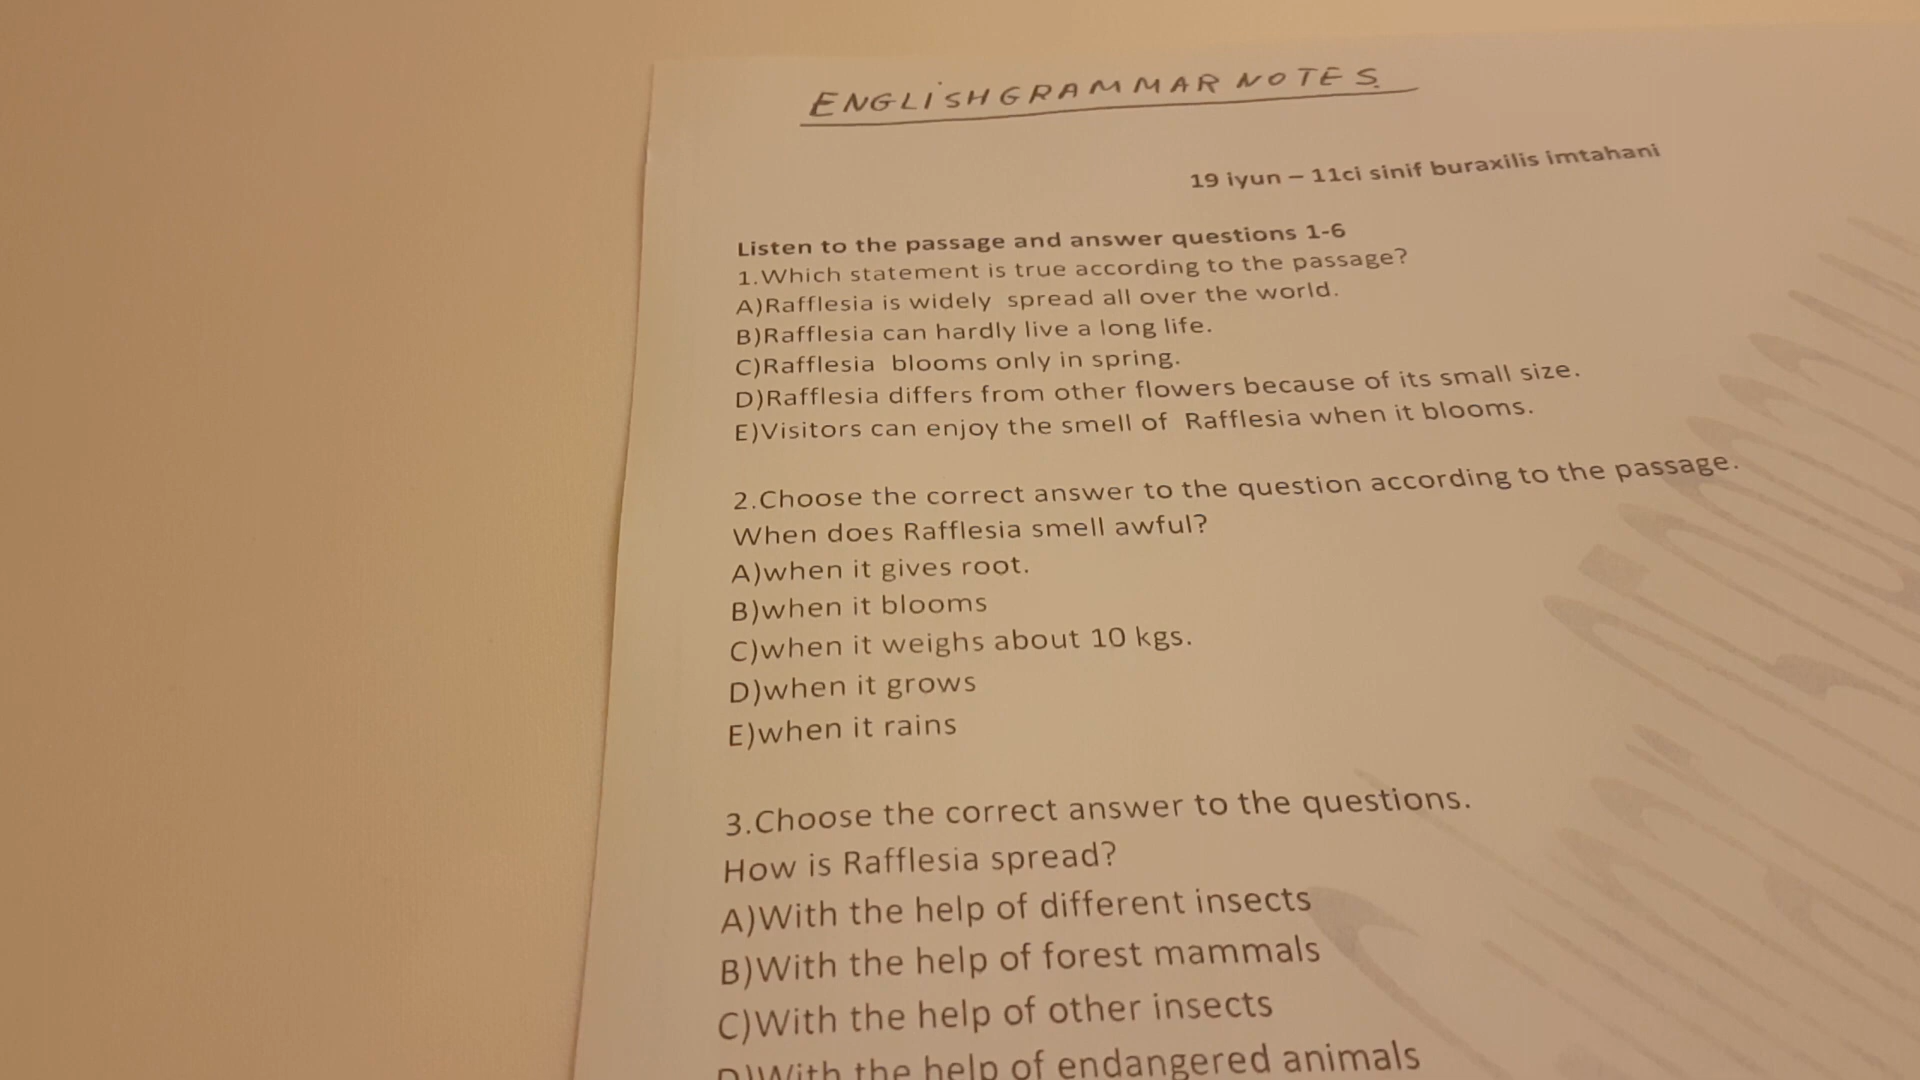 ENGLİSH GRAMMAR NOTES.
19 iyun – 11ci sinif buraxilis imtahani
Listen to the passage and answer questions 1-6
1.Which statement is true according to the passage?
A)Rafflesia is widely spread all over the world.
B)Rafflesia can hardly live a long life.
C)Rafflesia blooms only in spring.
D)Rafflesia differs from other flowers because of its small size.
E)Visitors can enjoy the smell of Rafflesia when it blooms.
2.Choose the correct answer to the question according to the passage.
When does Rafflesia smell awful?
A)when it gives root.
B)when it blooms
C)when it weighs about 10 kgs.
D)when it grows
E)when it rains
3.Choose the correct answer to the questions.
How is Rafflesia spread?
A)With the help of different insects
B)With the help of forest mammals
C)With the help of other insects
D)With the help of endangered animals